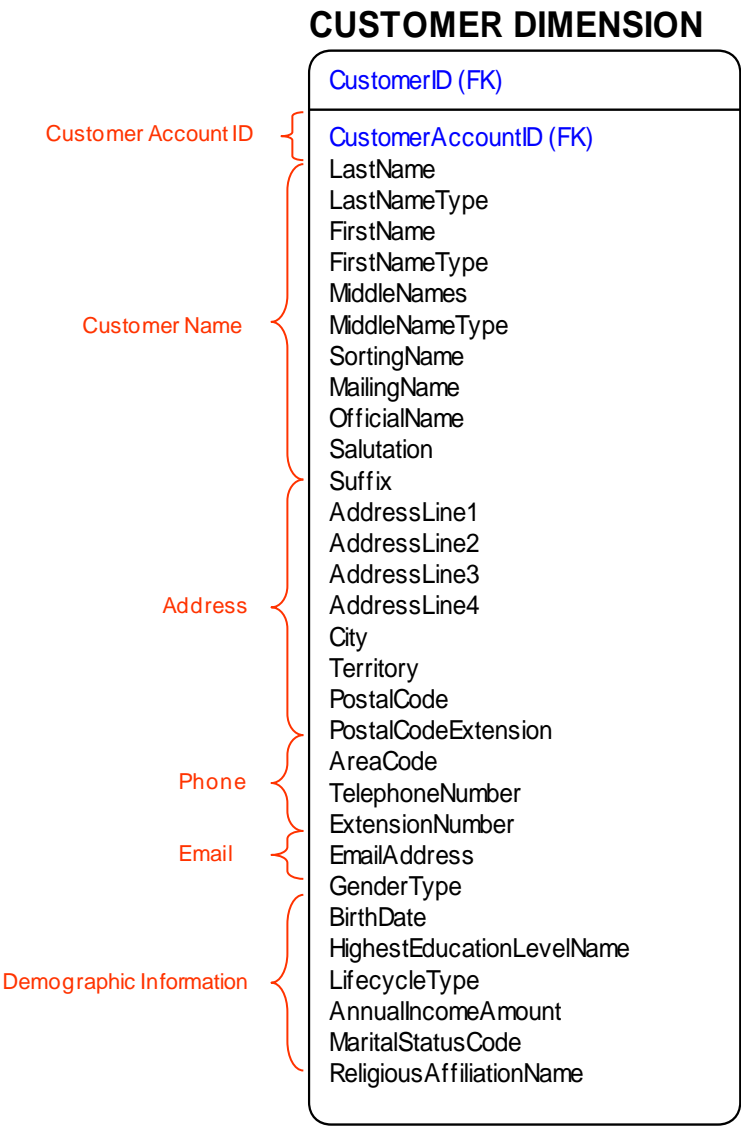 CUSTOMER DIMENSION
CustomerID (FK)
Customer Account ID
CustomerAccountID (FK)
LastName
LastNameType
FirstName
FirstNameType
MiddleNames
Customer Name
MiddleNameType
SortingName
MailingName
OfficialName
Salutation
Suffix
AddressLine1
AddressLine2
AddressLine3
Address
AddressLine4
City
Territory
PostalCode
PostalCodeExtension
AreaCode
Phone
TelephoneNumber
ExtensionNumber
Email
EmailAddress
GenderType
BirthDate
HighestEducationLevelName
Demographic Information
LifecycleType
AnnualIncomeAmount
MaritalStatusCode
ReligiousAffiliationName